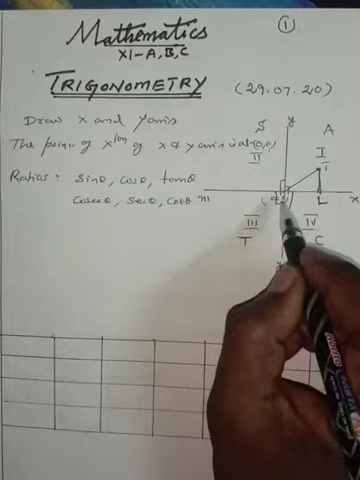 ①
Mathematics
XI-A, B, C
TRIGONOMETRY
(29.07.20)
Draw x and y axis
The point of x of x & y axis is at (0,0)
Ratios: sinθ, cosθ, tanθ
cosecθ, secθ, cotθ
S
y
A
II
I
x
L
III
IV
T
C